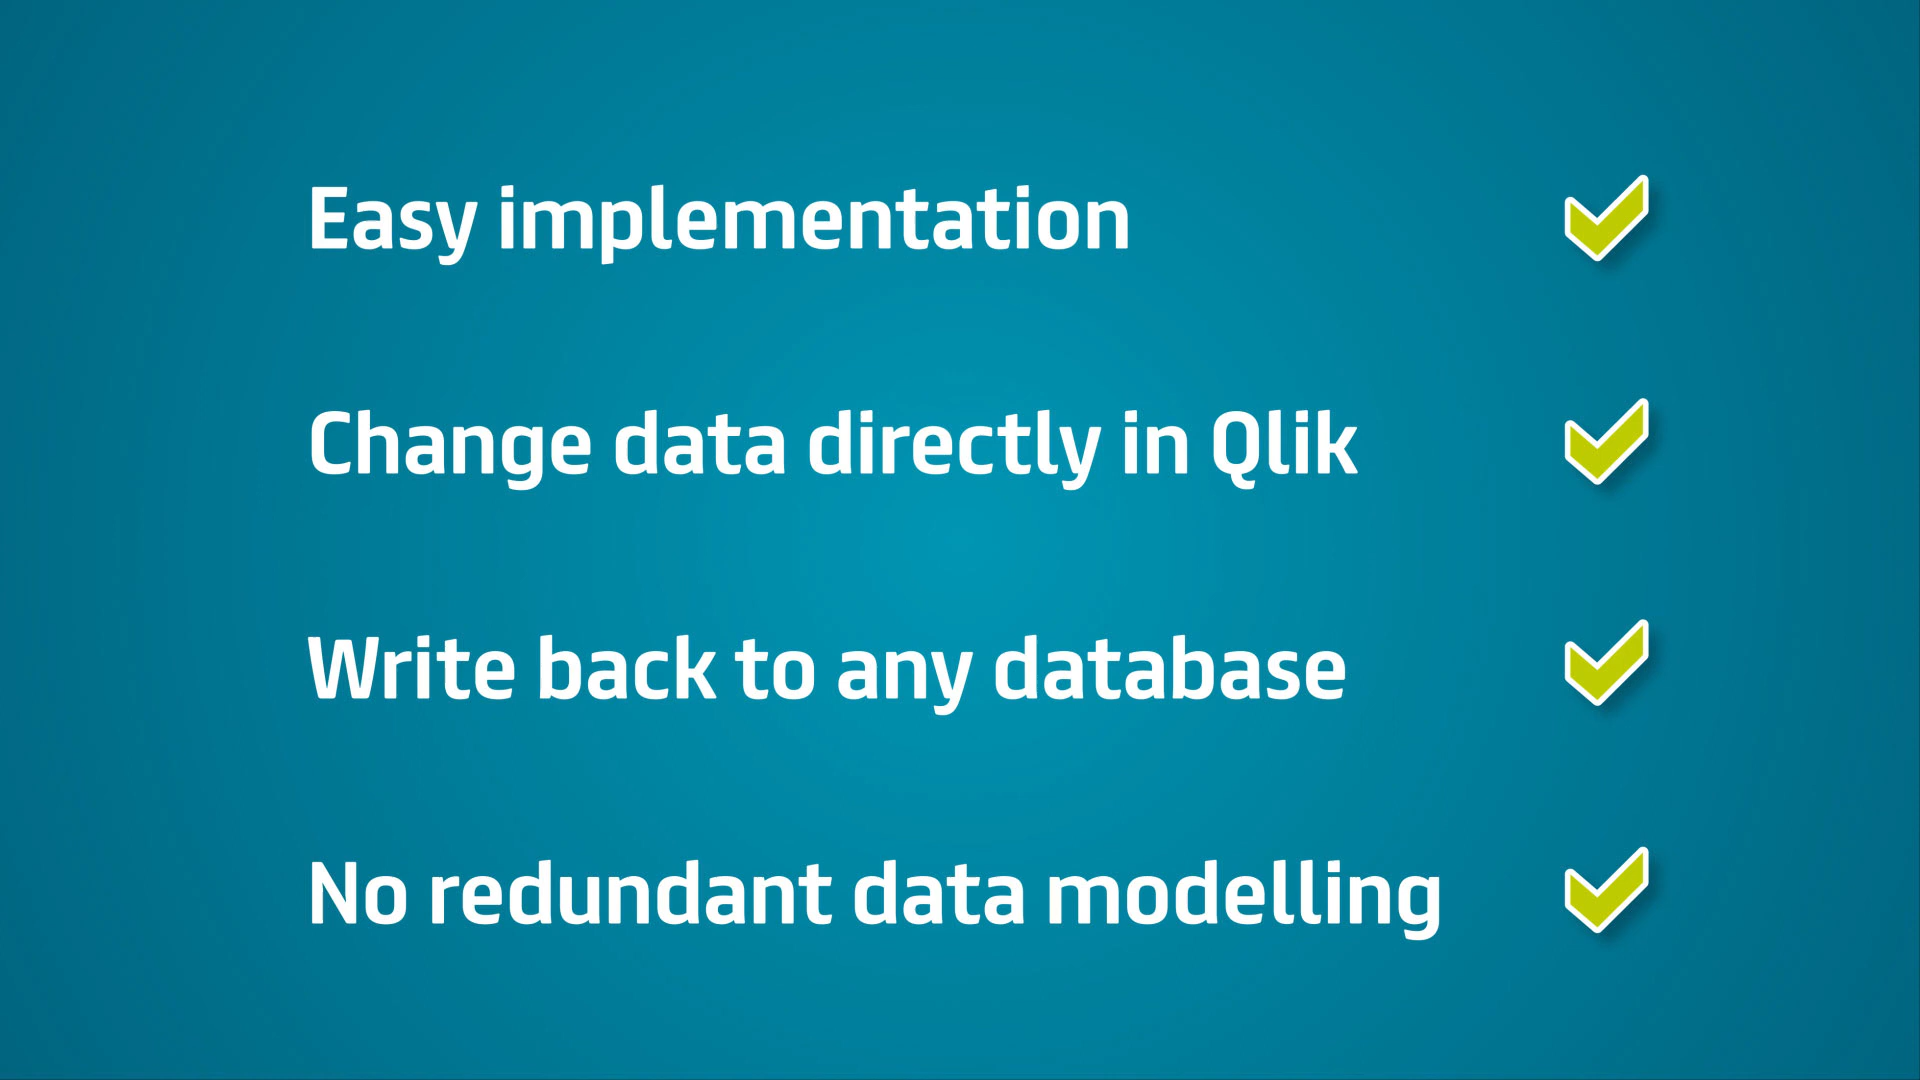 Easy implementation
Change data directly in Qlik
Write back to any database
No redundant data modelling